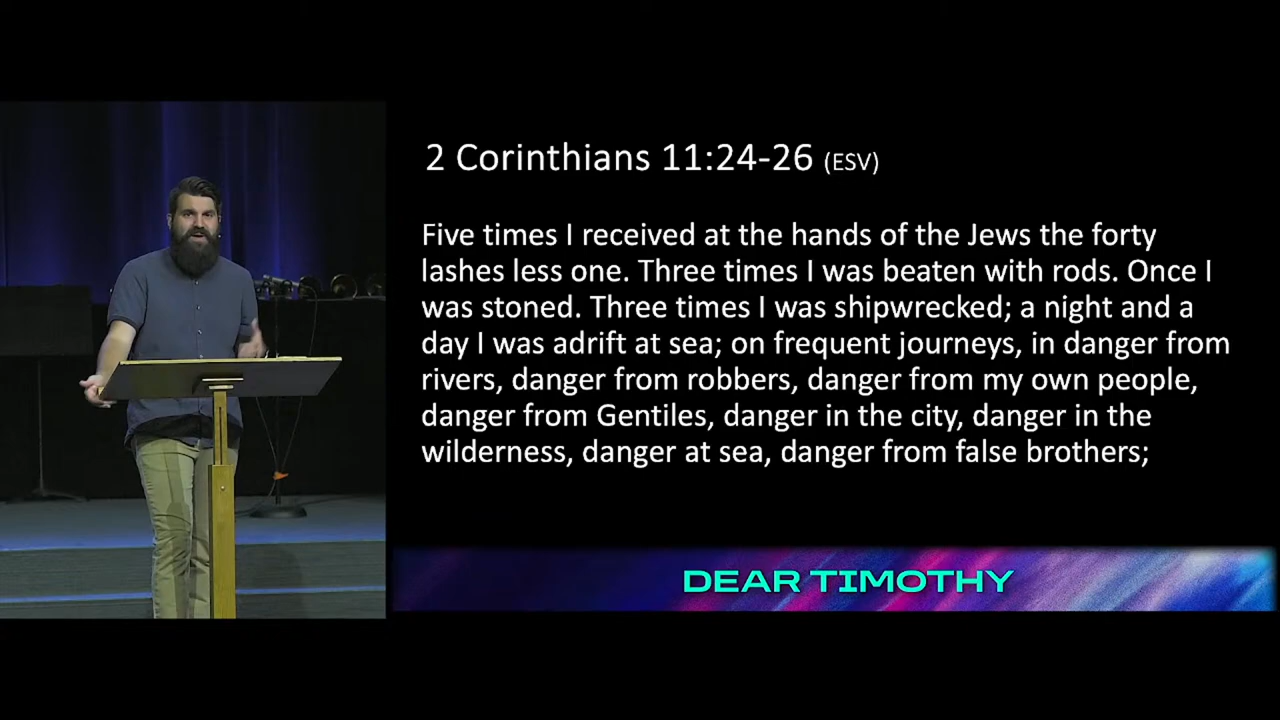 2 Corinthians 11:24-26 (ESV)
Five times I received at the hands of the Jews the forty
lashes less one. Three times I was beaten with rods. Once I
was stoned. Three times I was shipwrecked; a night and a
day I was adrift at sea; on frequent journeys, in danger from
rivers, danger from robbers, danger from my own people,
danger from Gentiles, danger in the city, danger in the
wilderness, danger at sea, danger from false brothers;
DEAR TIMOTHY